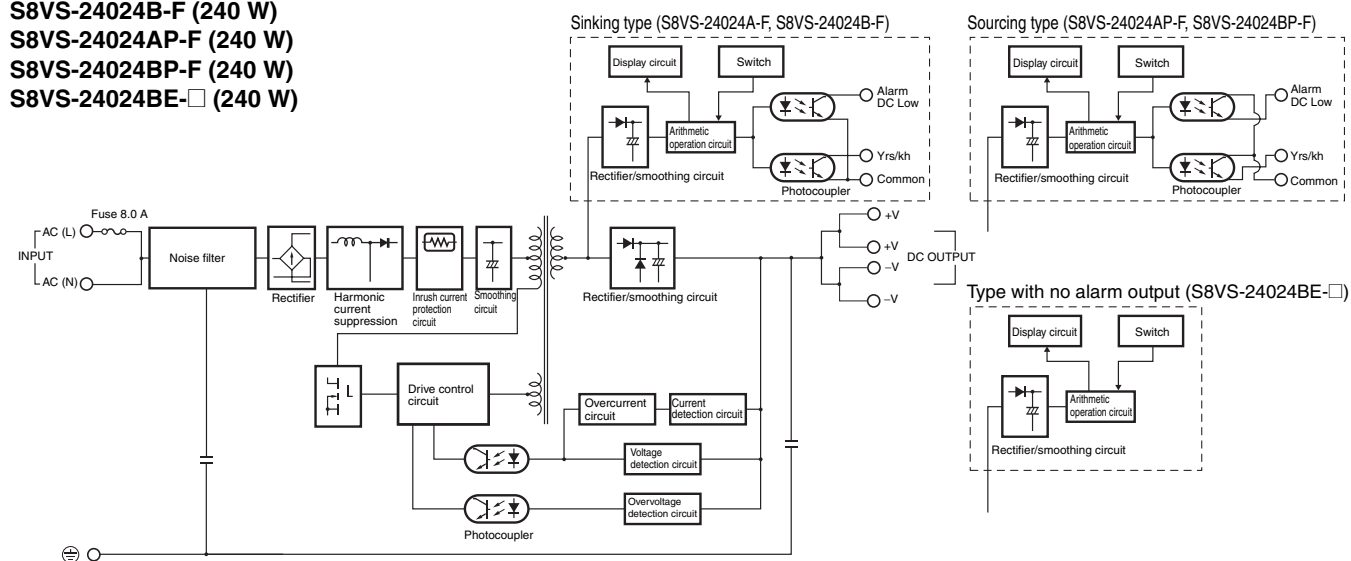 S8VS-24024B-F (240 W)
S8VS-24024AP-F (240 W)
S8VS-24024BP-F (240 W)
S8VS-24024BE-□ (240 W)
Sinking type (S8VS-24024A-F, S8VS-24024B-F)
Display circuit
Switch
Arithmetic
operation circuit
Rectifier/smoothing circuit
Alarm
DC Low
Yrs/kh
Common
Photocoupler
Sourcing type (S8VS-24024AP-F, S8VS-24024BP-F)
Display circuit
Switch
Arithmetic
operation circuit
Rectifier/smoothing circuit
Alarm
DC Low
Yrs/kh
Common
Photocoupler
Fuse 8.0 A
AC (L)
INPUT
AC (N)
Noise filter
Rectifier
Harmonic
current
suppression
Inrush current
protection
circuit
Smoothing
circuit
Rectifier/smoothing circuit
+V
+V
–V
–V
DC OUTPUT
Drive control
circuit
Overcurrent
circuit
Current
detection circuit
Voltage
detection circuit
Overvoltage
detection circuit
Photocoupler
Type with no alarm output (S8VS-24024BE-□)
Display circuit
Switch
Arithmetic
operation circuit
Rectifier/smoothing circuit